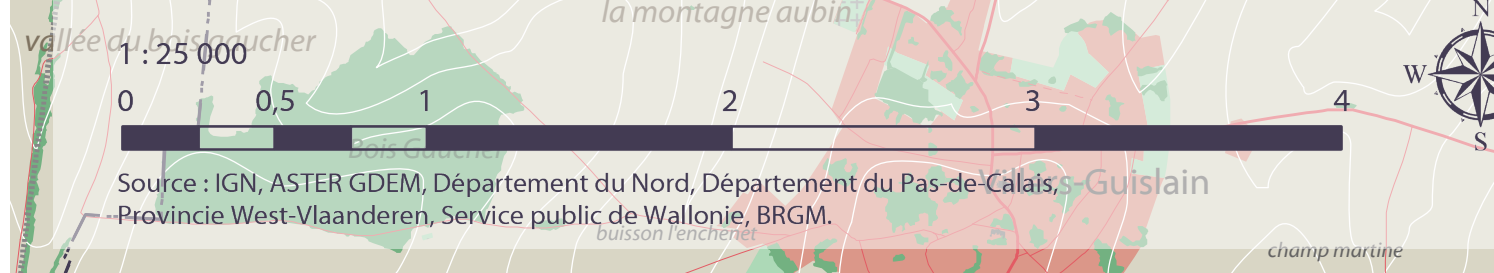 la montagne aubin
N
vallée du bois gaucher
1 : 25 000
W
0 0,5 1 2 3 4
S
Bois Gaucher
Source : IGN, ASTER GDEM, Département du Nord, Département du Pas-de-Calais,
Villers-Guislain
Provincie West-Vlaanderen, Service public de Wallonie, BRGM.
buisson l'enchenet
champ martine